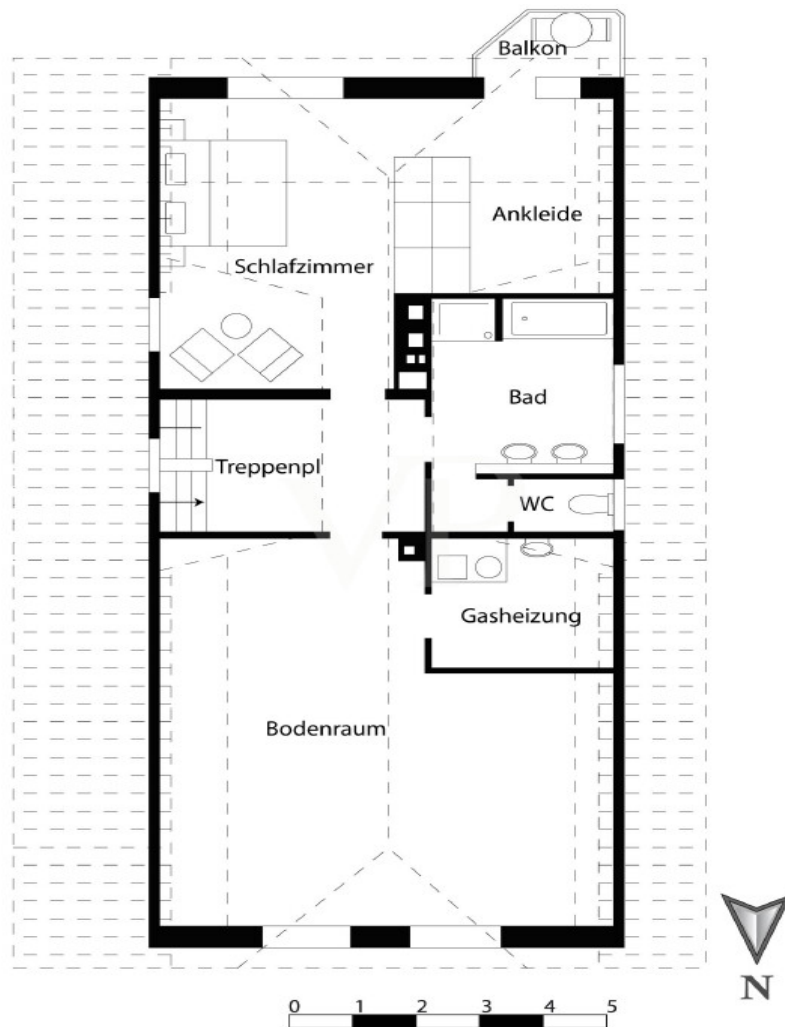 Balkon
Ankleide
Schlafzimmer
Bad
Treppenpl
WC
Gasheizung
Bodenraum
N
0 1 2 3 4 5